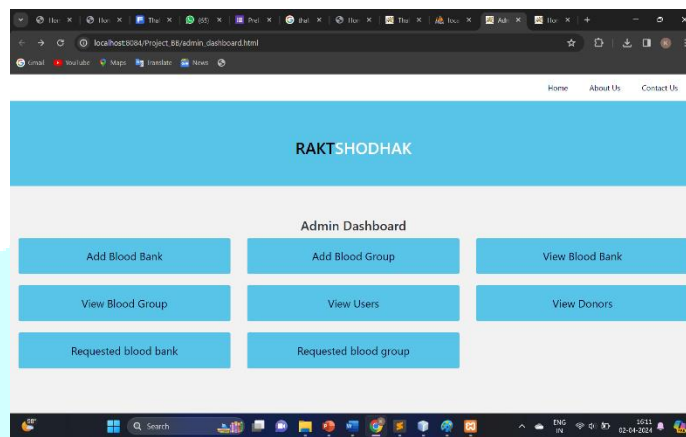 localhost:8084/Project_BB/admin_dashboard.html
Gmail YouTube Maps Translate News
Home About Us Contact Us
RAKTSHODHAK
Admin Dashboard
Add Blood Bank Add Blood Group View Blood Bank
View Blood Group View Users View Donors
Requested blood bank Requested blood group
Search
ENG
IN
16:11
02-04-2024